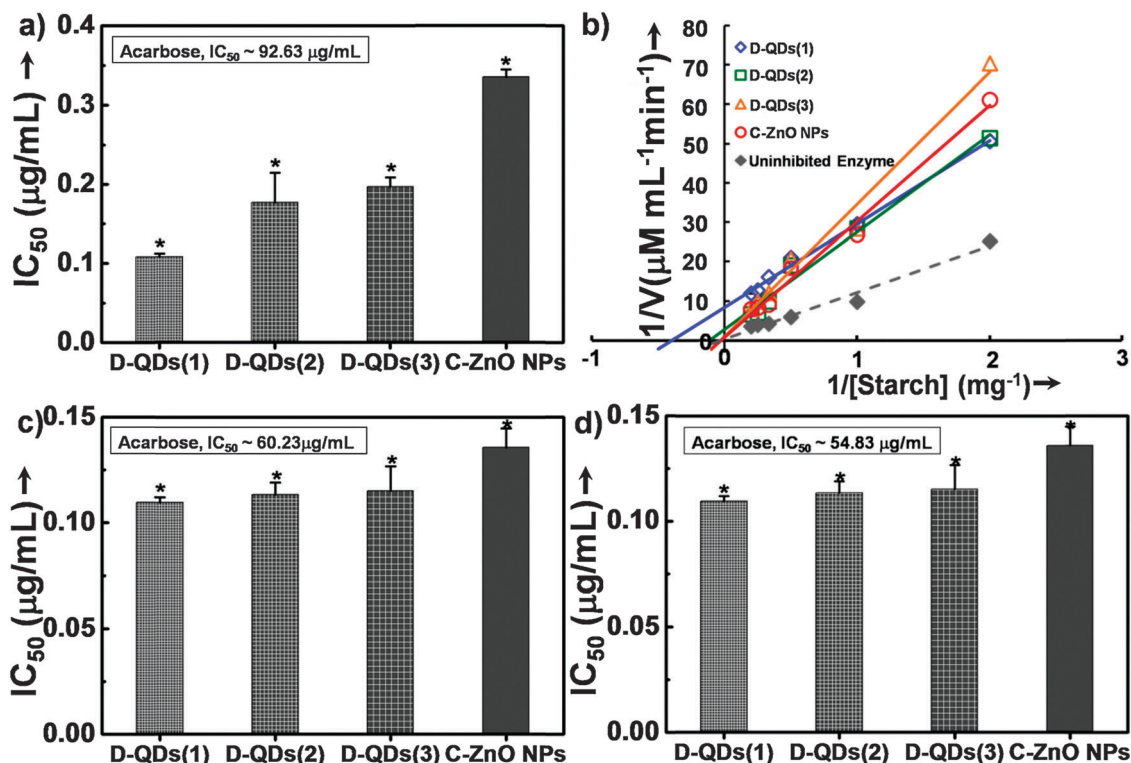 a)
IC50 (μg/mL) →
0.4
0.3
0.2
0.1
0.0
Acarbose, IC50 ~ 92.63 μg/mL
*
*
*
*
D-QDs(1) D-QDs(2) D-QDs(3) C-ZnO NPs
b)
1/V(μM mL-1min-1)→
80
70
60
50
40
30
20
10
0
D-QDs(1)
D-QDs(2)
D-QDs(3)
C-ZnO NPs
Uninhibited Enzyme
-1 0 1 2 3
1/[Starch] (mg-1)→
c)
IC50 (μg/mL) →
0.15
0.10
0.05
0.00
Acarbose, IC50 ~ 60.23μg/mL
*
*
*
*
D-QDs(1) D-QDs(2) D-QDs(3) C-ZnO NPs
d)
IC50 (μg/mL) →
0.15
0.10
0.05
0.00
Acarbose, IC50 ~ 54.83 μg/mL
*
*
*
*
D-QDs(1) D-QDs(2) D-QDs(3) C-ZnO NPs